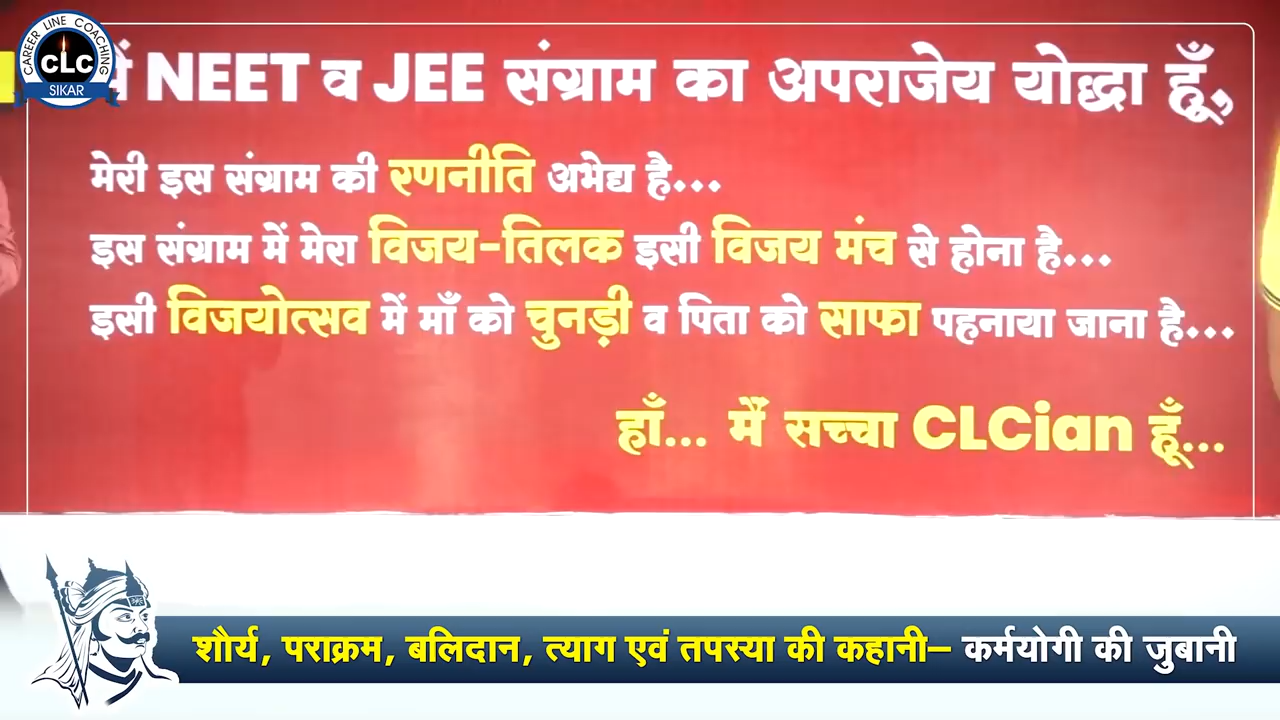 CAREER LINE COACHING
CLC
SIKAR
NEET व JEE संग्राम का अपराजेय योद्धा हूँ,
मेरी इस संग्राम की रणनीति अभेद्य है...
इस संग्राम में मेरा विजय-तिलक इसी विजय मंच से होना है...
इसी विजयोत्सव में माँ को चुनड़ी व पिता को साफा पहनाया जाना है...
हाँ... मैं सच्चा CLCian हूँ...
शौर्य, पराक्रम, बलिदान, त्याग एवं तपस्या की कहानी– कर्मयोगी की जुबानी